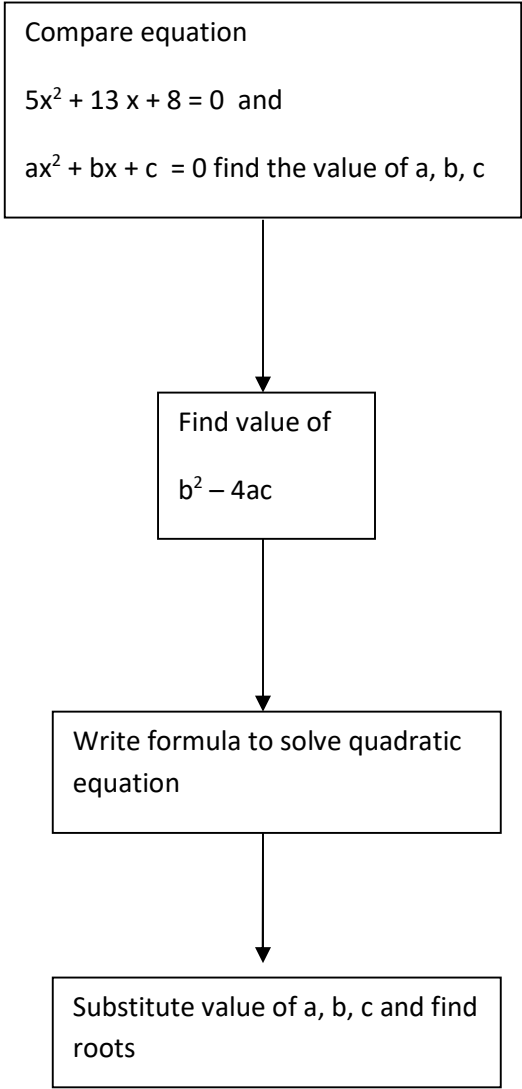 Compare equation
5x² + 13 x + 8 = 0 and
ax² + bx + c = 0 find the value of a, b, c
Find value of
b² – 4ac
Write formula to solve quadratic
equation
Substitute value of a, b, c and find
roots